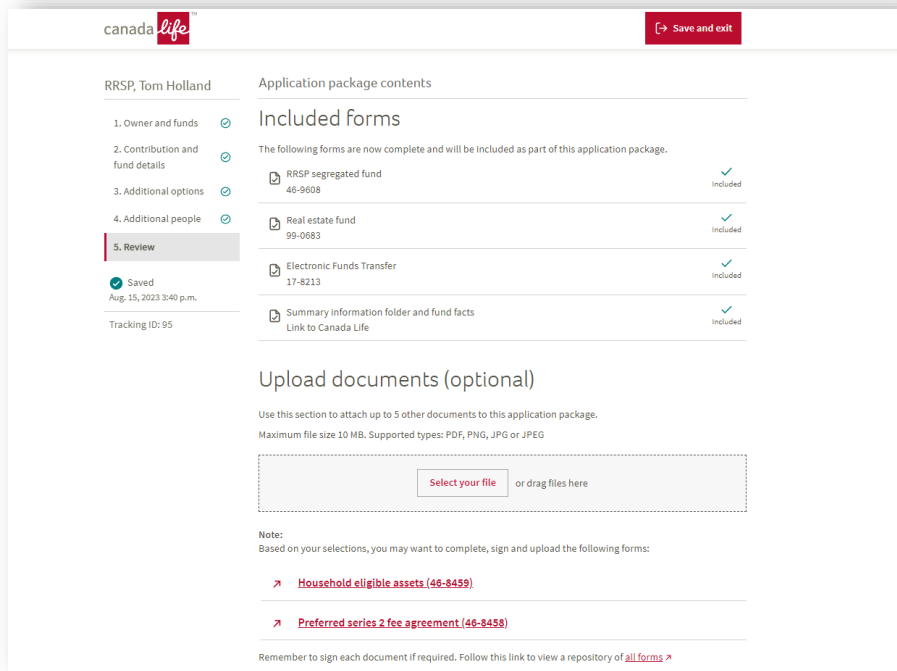 canada life™
Save and exit
RRSP, Tom Holland
1. Owner and funds
2. Contribution and
fund details
3. Additional options
4. Additional people
5. Review
Saved
Aug. 15, 2023 3:40 p.m.
Tracking ID: 95
Application package contents
Included forms
The following forms are now complete and will be included as part of this application package.
RRSP segregated fund
46-9608
Included
Real estate fund
99-0683
Included
Electronic Funds Transfer
17-8213
Included
Summary information folder and fund facts
Link to Canada Life
Included
Upload documents (optional)
Use this section to attach up to 5 other documents to this application package.
Maximum file size 10 MB. Supported types: PDF, PNG, JPG or JPEG
Select your file or drag files here
Note:
Based on your selections, you may want to complete, sign and upload the following forms:
Household eligible assets (46-8459)
Preferred series 2 fee agreement (46-8458)
Remember to sign each document if required. Follow this link to view a repository of all forms